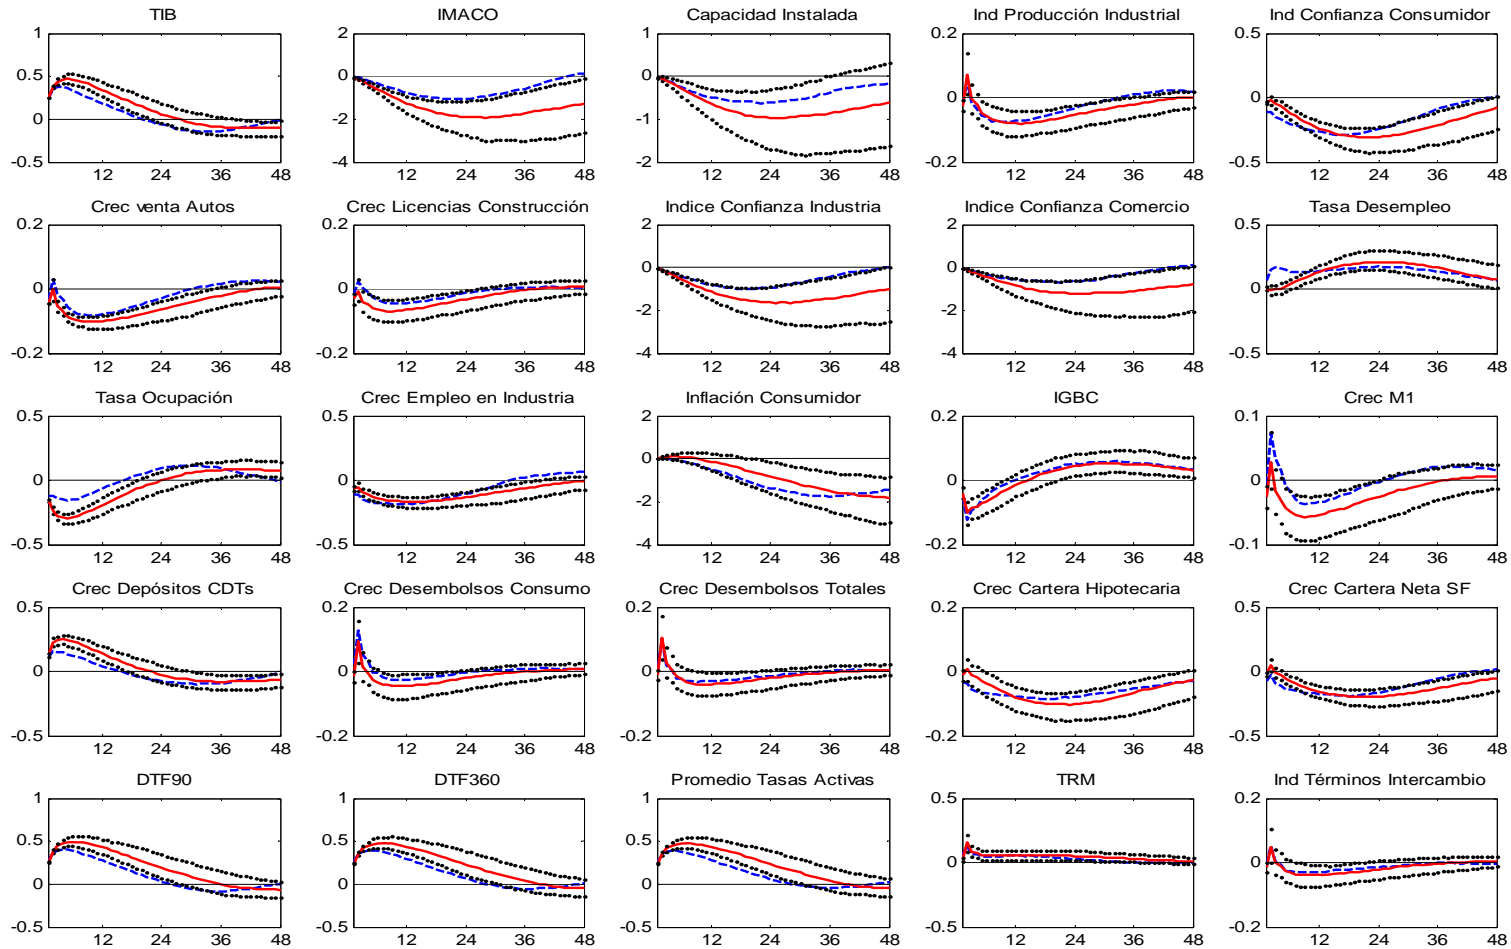 TIB IMACO Capacidad Instalada Ind Producción Industrial Ind Confianza Consumidor
1 2 1 0.2 0.5
0.5 0 0 0 0
0 -2 -1
-0.5 -4 -2 -0.2 -0.5
12 24 36 48 12 24 36 48 12 24 36 48 12 24 36 48 12 24 36 48
Crec venta Autos Crec Licencias Construcción Indice Confianza Industria Indice Confianza Comercio Tasa Desempleo
0.2 0.2 2 2 0.5
0 0 0 0 0
-2 -2
-0.2 -0.2 -4 -4 -0.5
12 24 36 48 12 24 36 48 12 24 36 48 12 24 36 48 12 24 36 48
Tasa Ocupación Crec Empleo en Industria Inflación Consumidor IGBC Crec M1
0.5 0.5 2 0.2 0.1
0 0 0 0 0
-2
-0.5 -0.5 -4 -0.2 -0.1
12 24 36 48 12 24 36 48 12 24 36 48 12 24 36 48 12 24 36 48
Crec Depósitos CDTs Crec Desembolsos Consumo Crec Desembolsos Totales Crec Cartera Hipotecaria Crec Cartera Neta SF
0.5 0.2 0.2 0.2 0.5
0 0 0 0 0
-0.5 -0.2 -0.2 -0.2 -0.5
12 24 36 48 12 24 36 48 12 24 36 48 12 24 36 48 12 24 36 48
DTF90 DTF360 Promedio Tasas Activas TRM Ind Términos Intercambio
1 1 1 0.5 0.2
0.5 0.5 0.5 0 0
0 0 0
-0.5 -0.5 -0.5 -0.5 -0.2
12 24 36 48 12 24 36 48 12 24 36 48 12 24 36 48 12 24 36 48